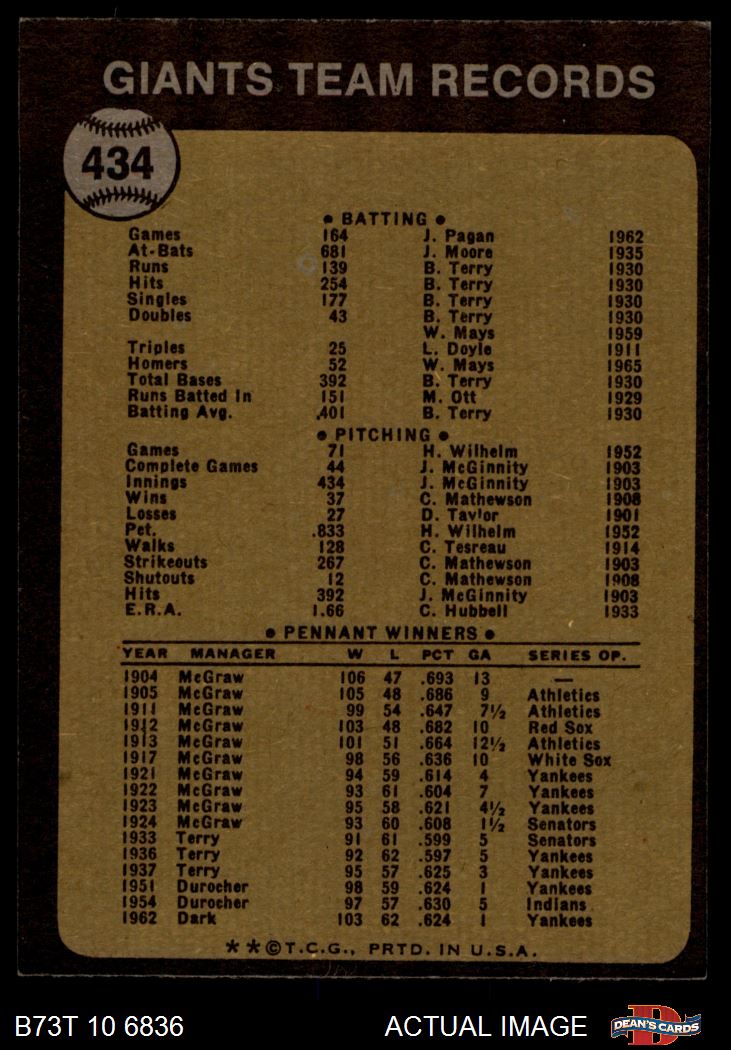 GIANTS TEAM RECORDS
434
● BATTING ●
Games 164 J. Pagan 1962
At-Bats 681 J. Moore 1935
Runs 139 B. Terry 1930
Hits 254 B. Terry 1930
Singles 177 B. Terry 1930
Doubles 43 B. Terry 1930
W. Mays 1959
Triples 25 L. Doyle 1911
Homers 52 W. Mays 1965
Total Bases 392 B. Terry 1930
Runs Batted In 151 M. Ott 1929
Batting Avg. .401 B. Terry 1930
● PITCHING ●
Games 71 H. Wilhelm 1952
Complete Games 44 J. McGinnity 1903
Innings 434 J. McGinnity 1903
Wins 37 C. Mathewson 1908
Losses 27 D. Taylor 1901
Pct. .833 H. Wilhelm 1952
Walks 128 C. Tesreau 1914
Strikeouts 267 C. Mathewson 1903
Shutouts 12 C. Mathewson 1908
Hits 392 J. McGinnity 1903
E.R.A. 1.66 C. Hubbell 1933
● PENNANT WINNERS ●
YEAR MANAGER W L PCT GA SERIES OP.
1904 McGraw 106 47 .693 13 —
1905 McGraw 105 48 .686 9 Athletics
1911 McGraw 99 54 .647 7½ Athletics
1912 McGraw 103 48 .682 10 Red Sox
1913 McGraw 101 51 .664 12½ Athletics
1917 McGraw 98 56 .636 10 White Sox
1921 McGraw 94 59 .614 4 Yankees
1922 McGraw 93 61 .604 7 Yankees
1923 McGraw 95 58 .621 4½ Yankees
1924 McGraw 93 60 .608 1½ Senators
1933 Terry 91 61 .599 5 Senators
1936 Terry 92 62 .597 5 Yankees
1937 Terry 95 57 .625 3 Yankees
1951 Durocher 98 59 .624 1 Yankees
1954 Durocher 97 57 .630 5 Indians
1962 Dark 103 62 .624 1 Yankees
★ ★ © T.C.G., PRTD. IN U.S.A.
B73T 10 6836 ACTUAL IMAGE
DEAN'S CARDS